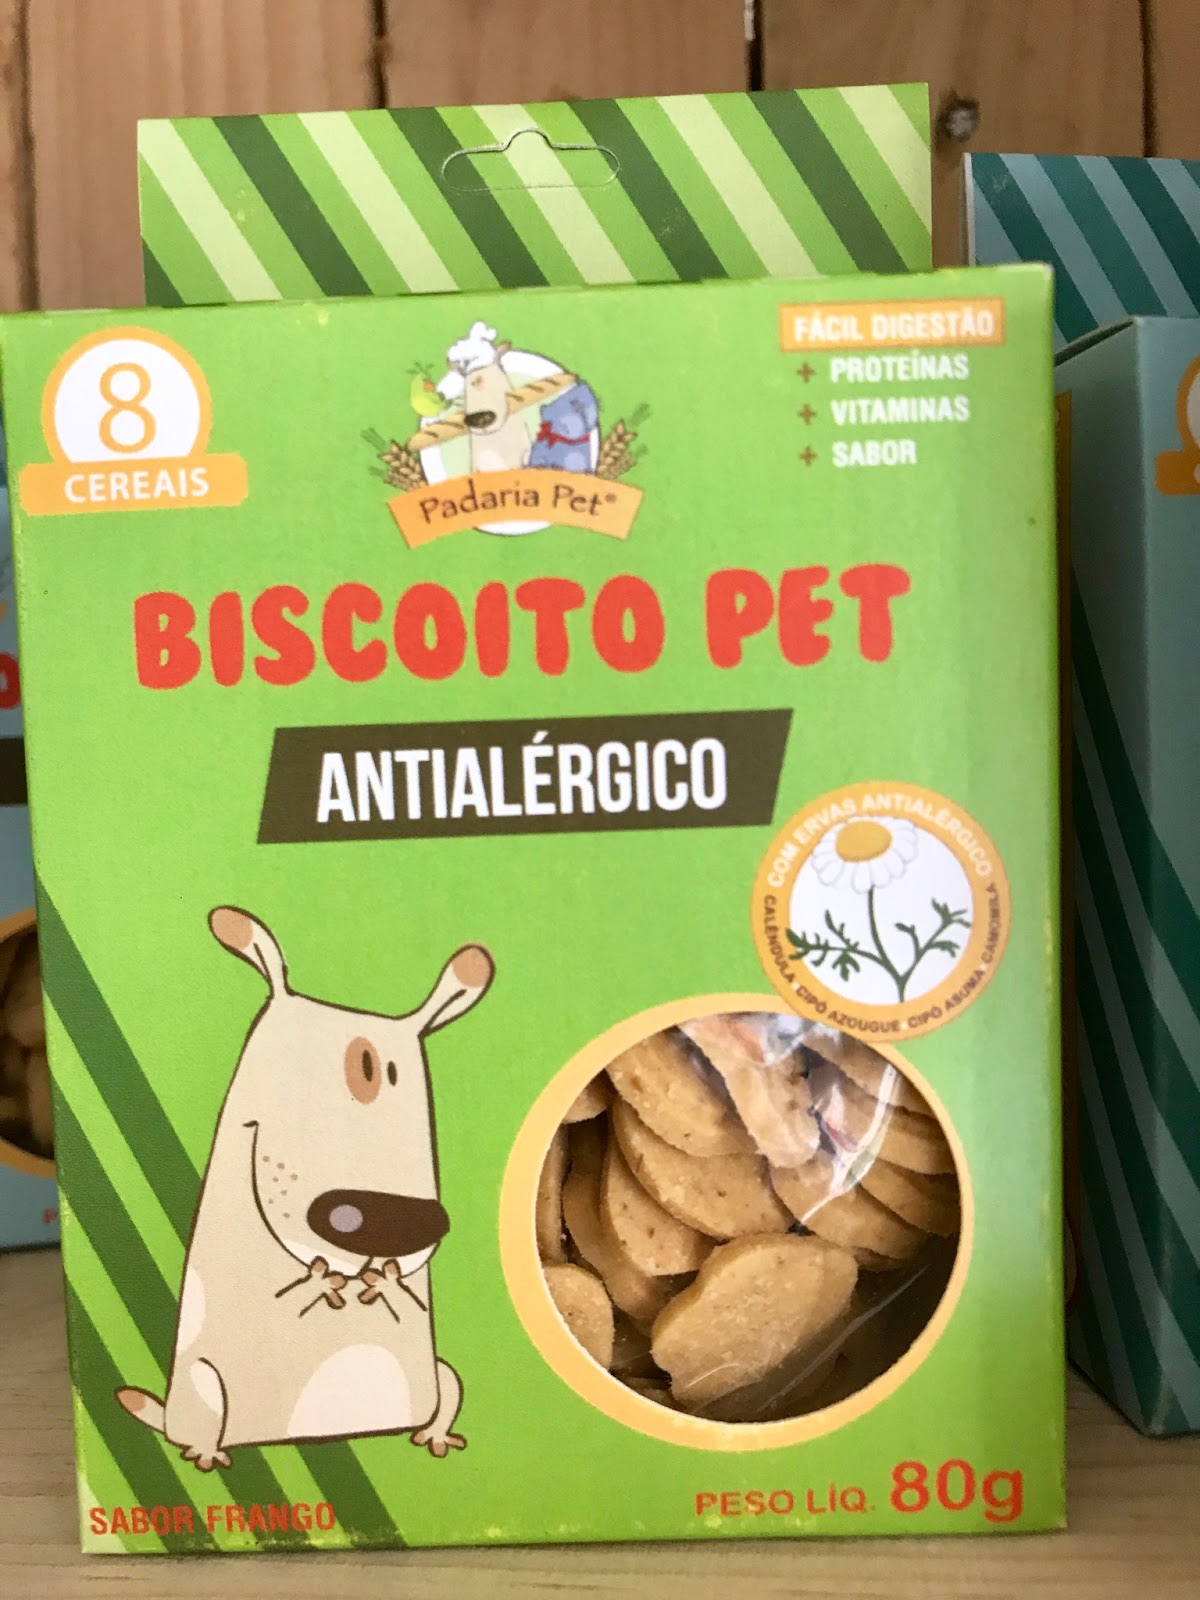 8
CEREAIS
Padaria Pet®
FÁCIL DIGESTÃO
+ PROTEÍNAS
+ VITAMINAS
+ SABOR
BISCOITO PET
ANTIALÉRGICO
COM ERVAS ANTIALÉRGICO
CALÊNDULA CIPÓ AZOUGUE CIPÓ ABUMA CAMOMILA
SABOR FRANGO
PESO LÍQ. 80g